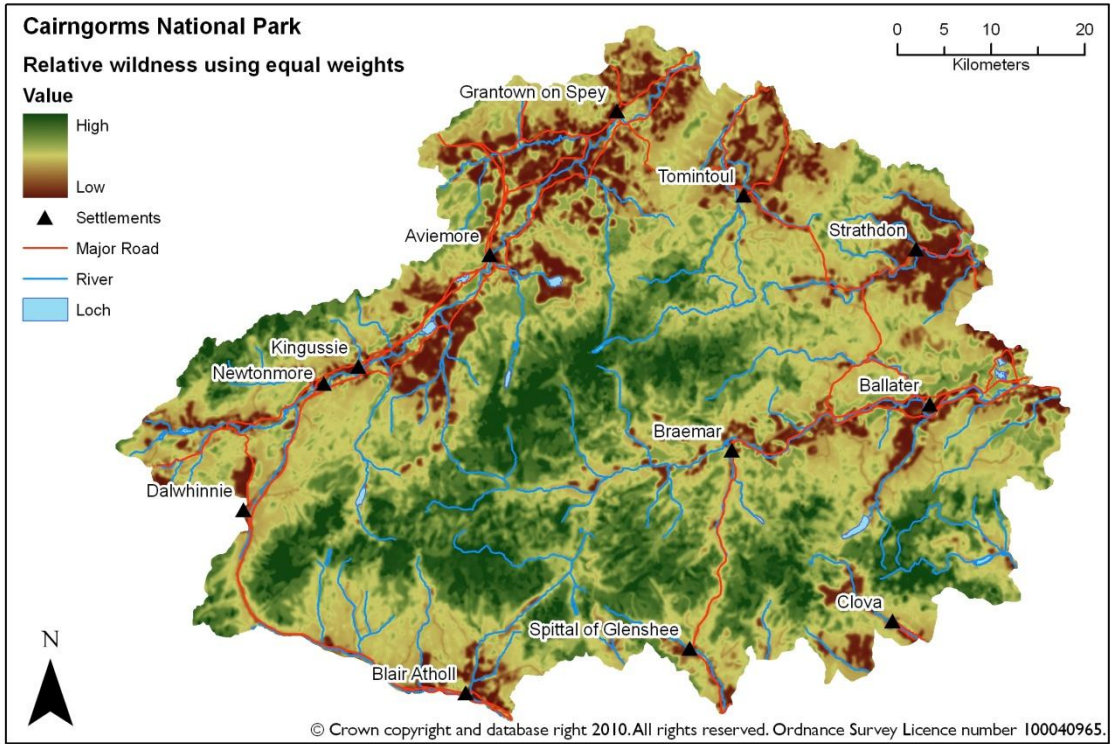 Cairngorms National Park
Relative wildness using equal weights
Value
High
Low
Settlements
Major Road
River
Loch
0 5 10 20
Kilometers
Grantown on Spey
Tomintoul
Strathdon
Aviemore
Kingussie
Newtonmore
Ballater
Braemar
Dalwhinnie
Clova
Spittal of Glenshee
Blair Atholl
N
© Crown copyright and database right 2010. All rights reserved. Ordnance Survey Licence number 100040965.